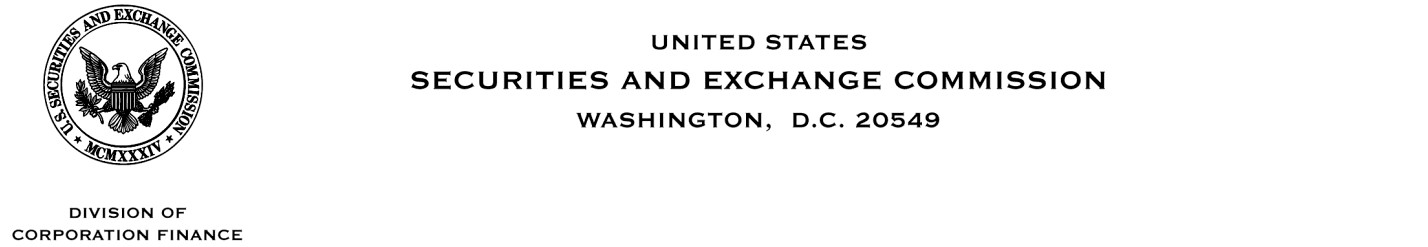 U.S. SECURITIES AND EXCHANGE COMMISSION
MCMXXXIV
UNITED STATES
SECURITIES AND EXCHANGE COMMISSION
WASHINGTON, D.C. 20549
DIVISION OF
CORPORATION FINANCE